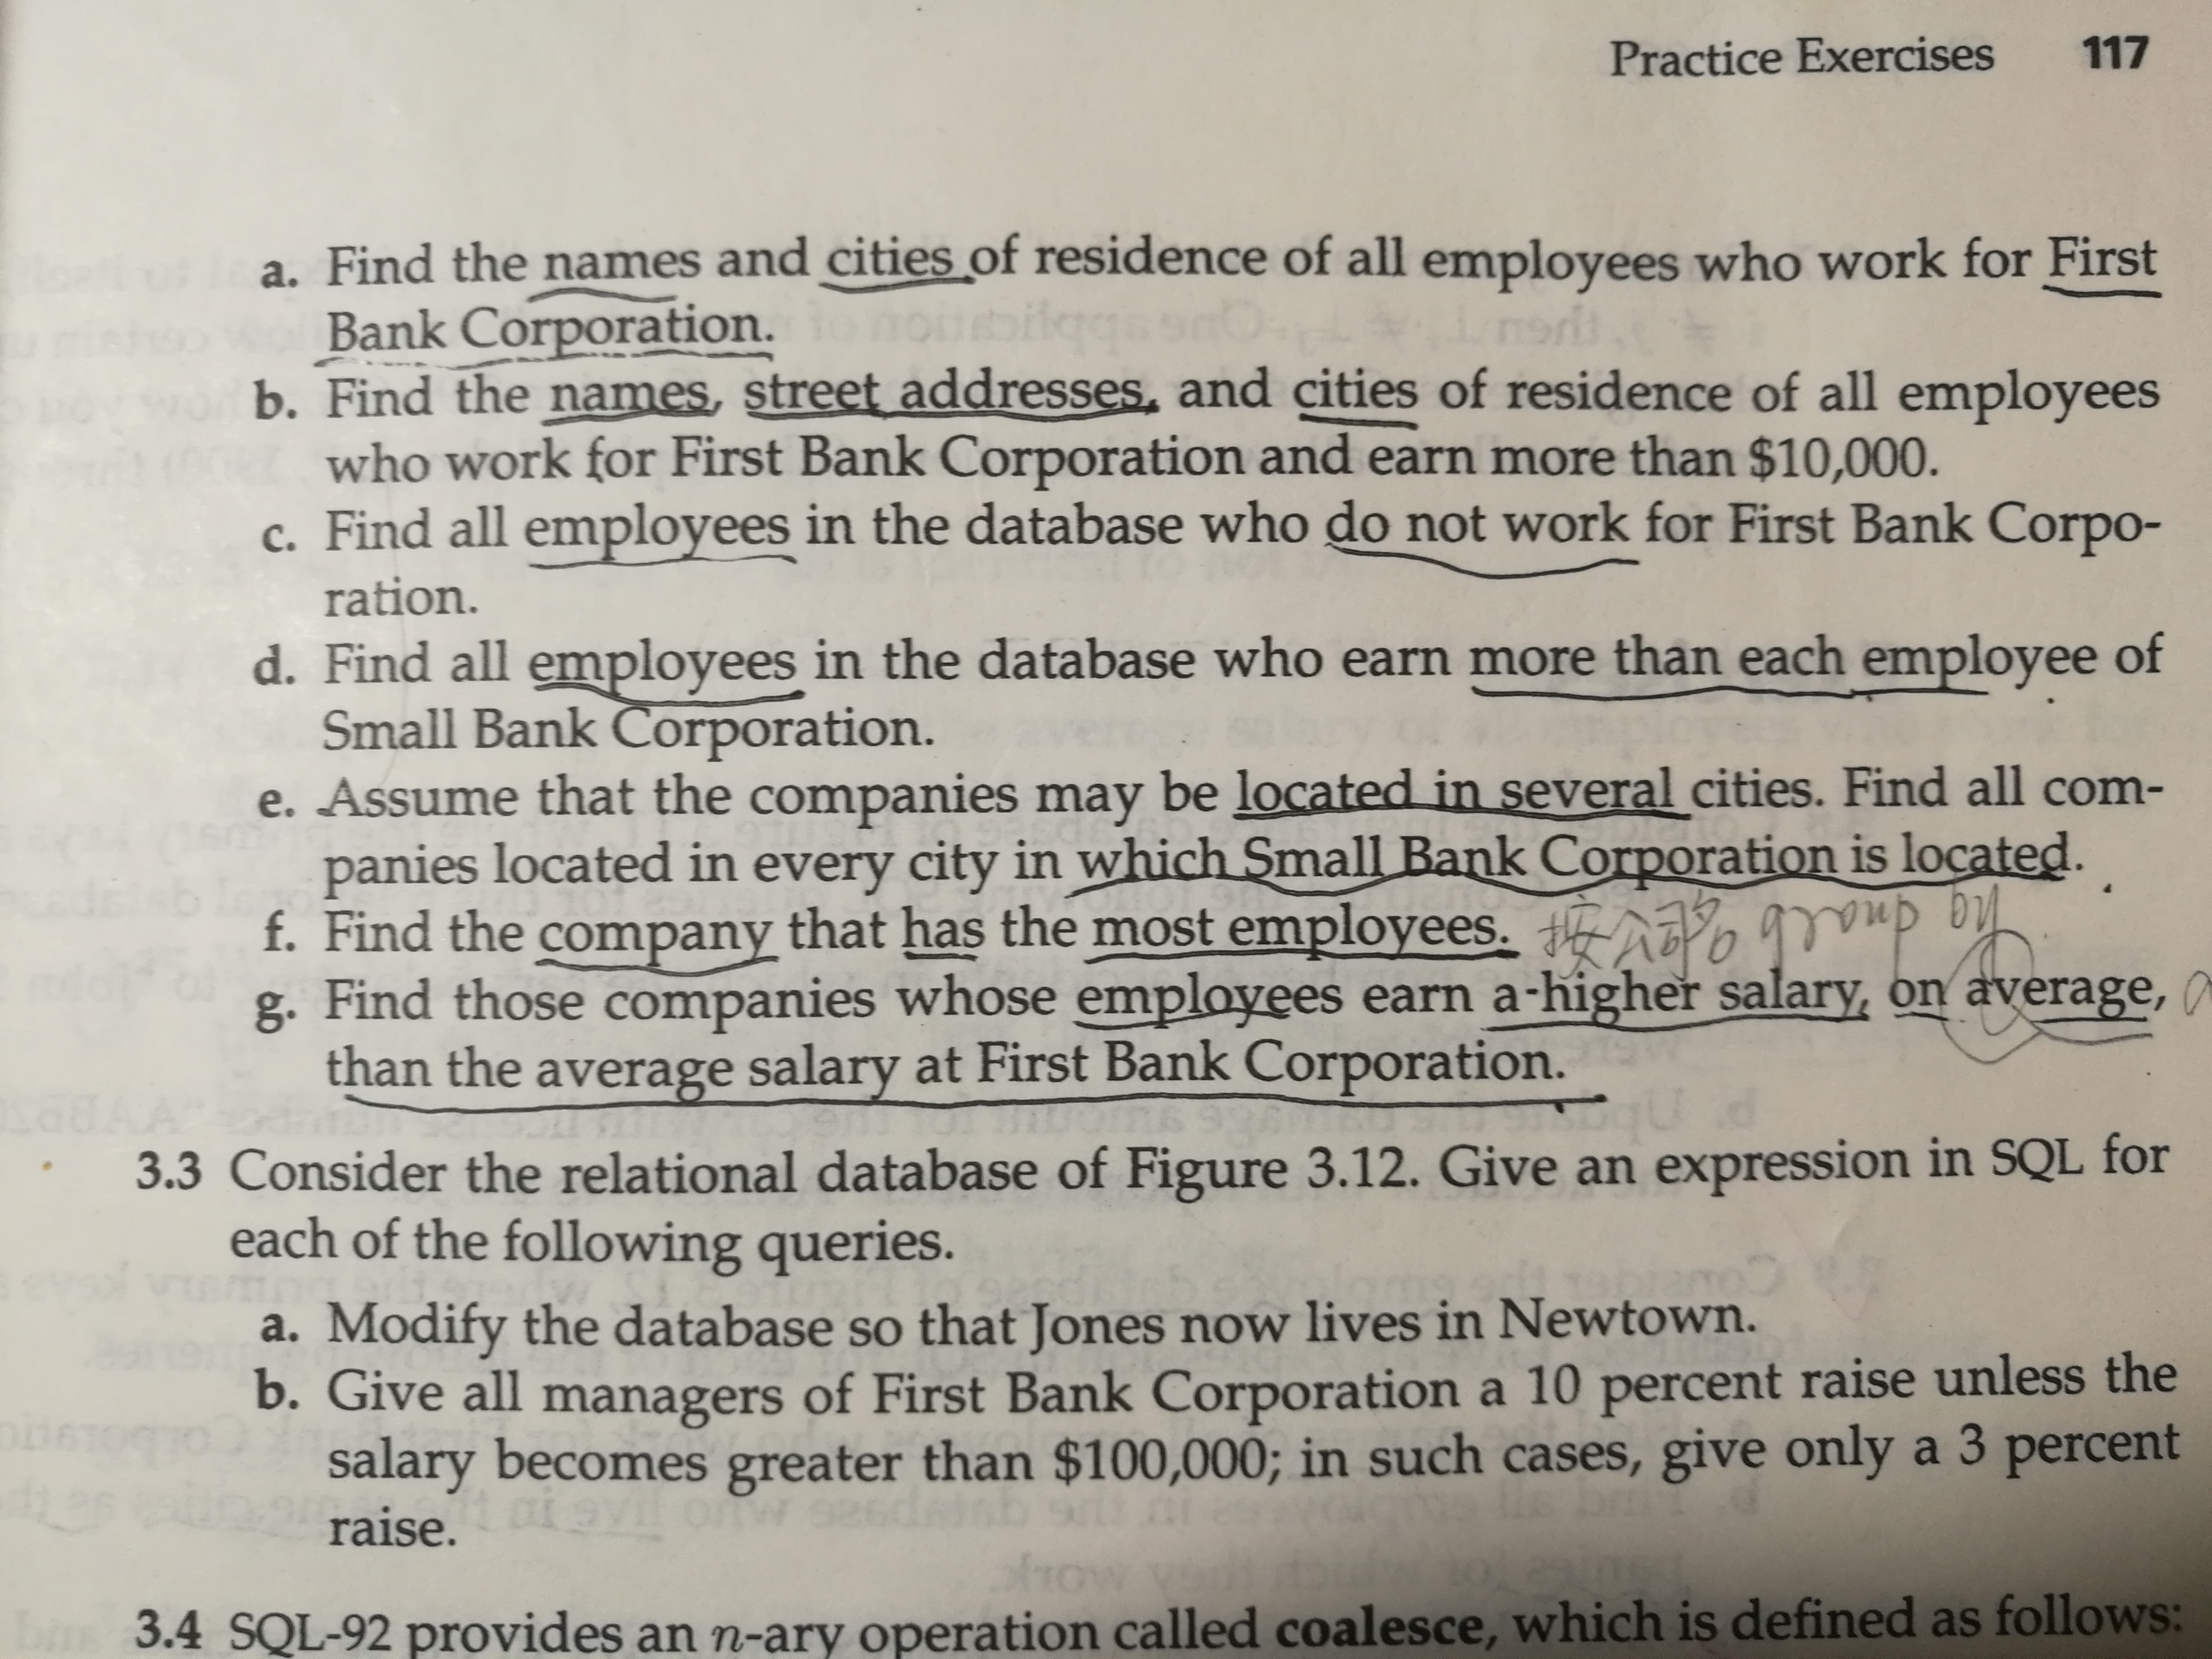 Practice Exercises 117
a. Find the names and cities of residence of all employees who work for First
Bank Corporation.
b. Find the names, street addresses, and cities of residence of all employees
who work for First Bank Corporation and earn more than $10,000.
c. Find all employees in the database who do not work for First Bank Corpo-
ration.
d. Find all employees in the database who earn more than each employee of
Small Bank Corporation.
e. Assume that the companies may be located in several cities. Find all com-
panies located in every city in which Small Bank Corporation is located.
f. Find the company that has the most employees. 按公司名 group by
g. Find those companies whose employees earn a higher salary, on average,
than the average salary at First Bank Corporation.
3.3 Consider the relational database of Figure 3.12. Give an expression in SQL for
each of the following queries.
a. Modify the database so that Jones now lives in Newtown.
b. Give all managers of First Bank Corporation a 10 percent raise unless the
salary becomes greater than $100,000; in such cases, give only a 3 percent
raise.
3.4 SQL-92 provides an n-ary operation called coalesce, which is defined as follows: